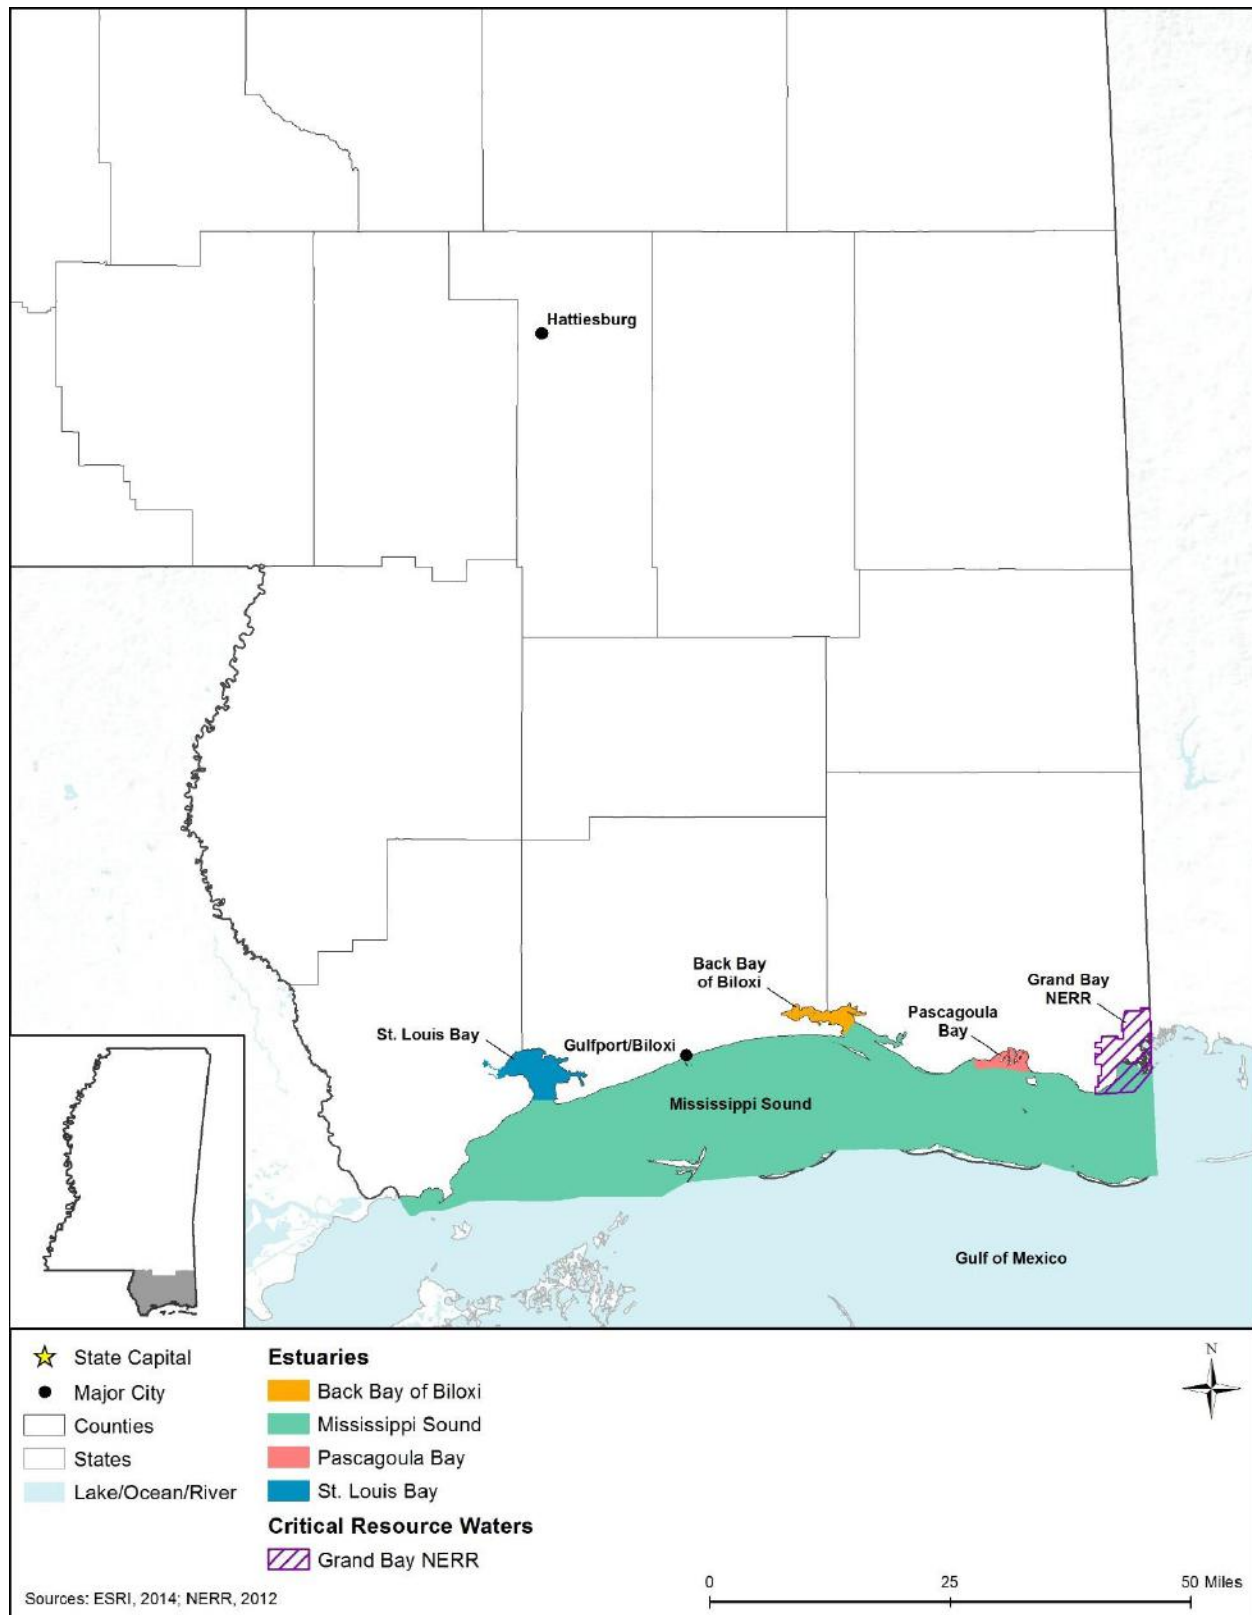 Hattiesburg
Back Bay
of Biloxi
Grand Bay
NERR
Pascagoula
Bay
St. Louis Bay
Gulfport/Biloxi
Mississippi Sound
Gulf of Mexico
State Capital
Major City
Counties
States
Lake/Ocean/River
Estuaries
Back Bay of Biloxi
Mississippi Sound
Pascagoula Bay
St. Louis Bay
Critical Resource Waters
Grand Bay NERR
N
Sources: ESRI, 2014; NERR, 2012
0 25 50 Miles